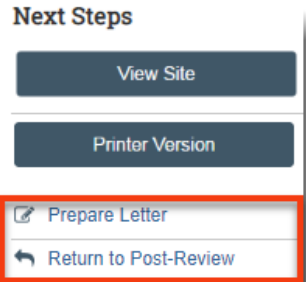 Next Steps
View Site
Printer Version
Prepare Letter
Return to Post-Review